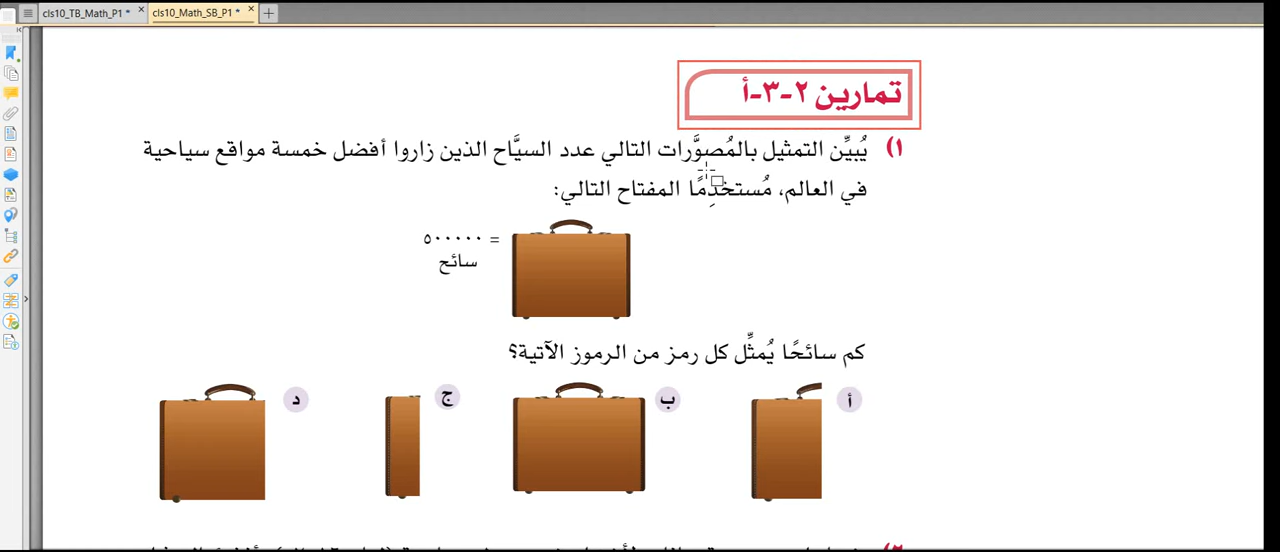 cls10_TB_Math_P1 *
cls10_Math_SB_P1 *
تمارين ٢-٣-أ
١) يُبيِّن التمثيل بالمُصوَّرات التالي عدد السيَّاح الذين زاروا أفضل خمسة مواقع سياحية
في العالم، مُستخدِمًا المفتاح التالي:
= ٥٠٠٠٠٠
سائح
كم سائحًا يُمثِّل كل رمز من الرموز الآتية؟
أ ب ج د